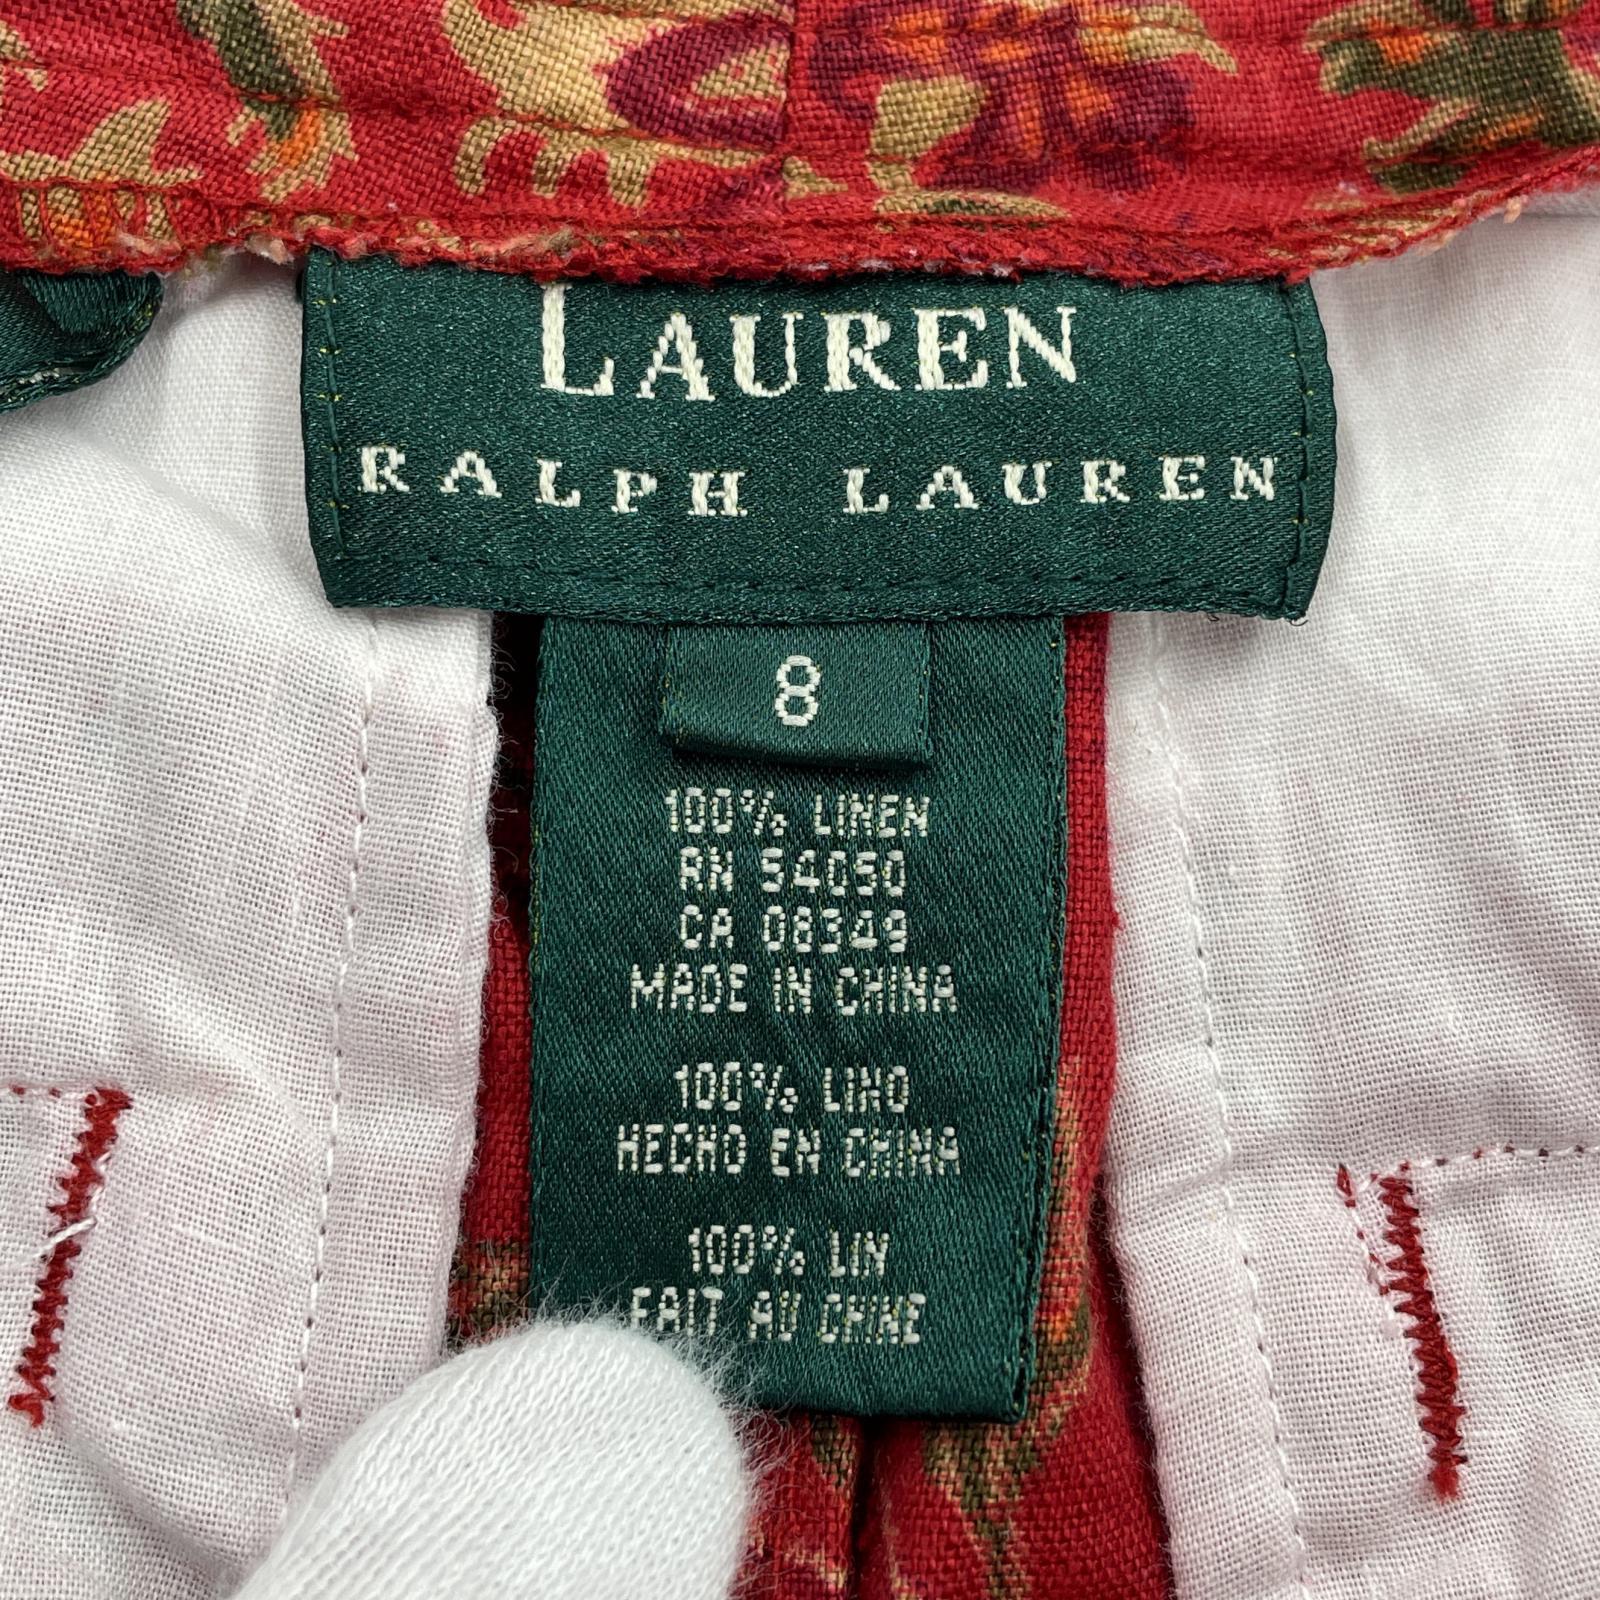 LAUREN
RALPH LAUREN
8
100% LINEN
RN 54050
CA 08349
MADE IN CHINA
100% LINO
HECHO EN CHINA
100% LIN
FAIT AU CHINE